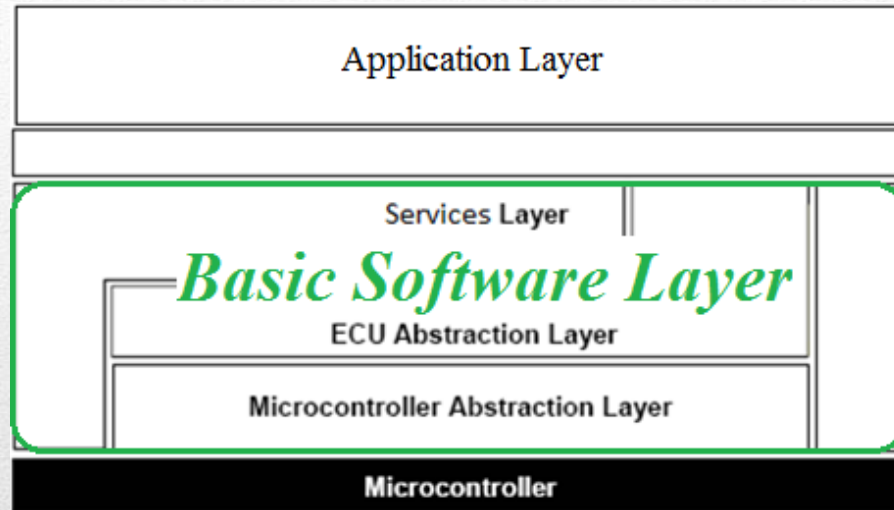 Application Layer
Services Layer
Basic Software Layer
ECU Abstraction Layer
Microcontroller Abstraction Layer
Microcontroller